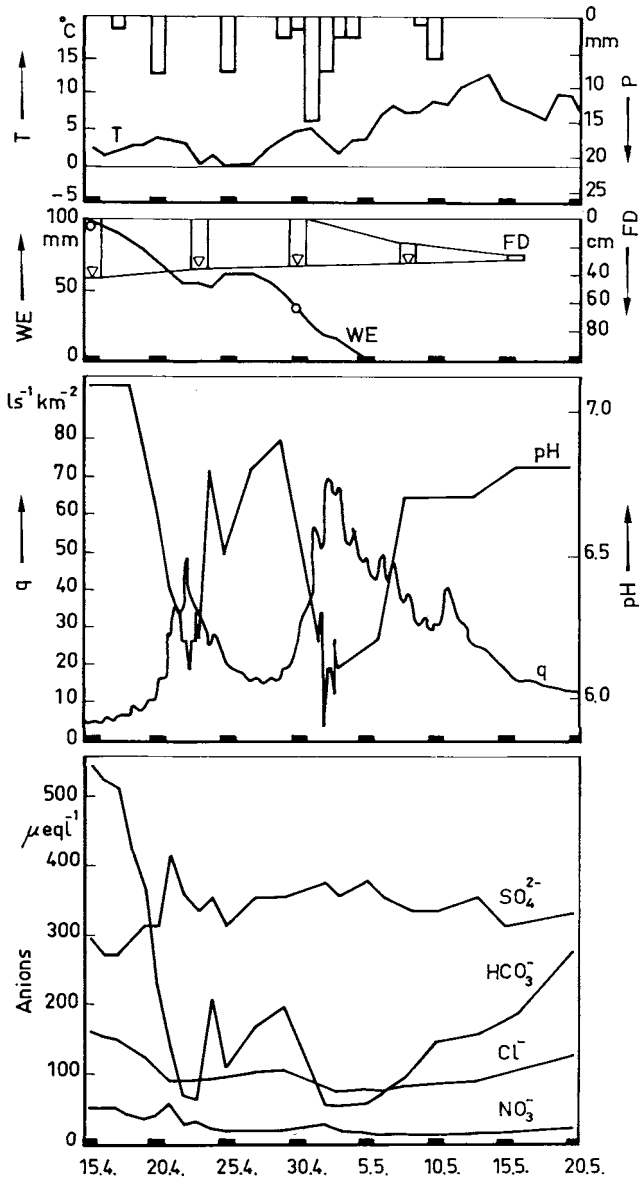 °C
15
10
5
0
-5
T
T
0
mm
10
15
20
25
P
100
mm
50
0
WE
WE
FD
0
cm
40
60
80
FD
ls⁻¹ km⁻²
80
70
60
50
40
30
20
10
0
q
pH
q
7.0
6.5
6.0
pH
500
μeql⁻¹
400
300
200
100
0
Anions
SO₄²⁻
HCO₃⁻
Cl⁻
NO₃⁻
15.4. 20.4. 25.4. 30.4. 5.5. 10.5. 15.5. 20.5.